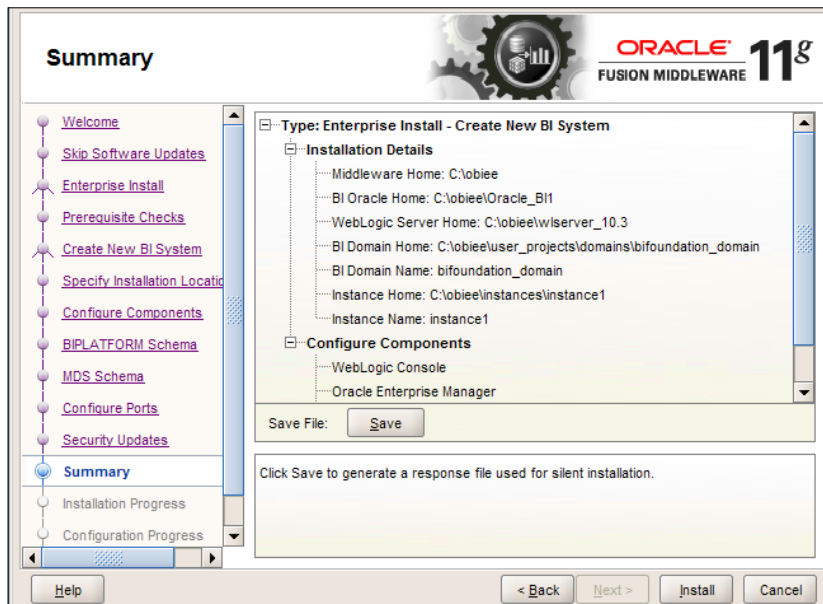 Summary
ORACLE
FUSION MIDDLEWARE 11g
Welcome
Skip Software Updates
Enterprise Install
Prerequisite Checks
Create New BI System
Specify Installation Locatio
Configure Components
BIPLATFORM Schema
MDS Schema
Configure Ports
Security Updates
Summary
Installation Progress
Configuration Progress
Type: Enterprise Install - Create New BI System
Installation Details
Middleware Home: C:\obiee
BI Oracle Home: C:\obiee\Oracle_BI1
WebLogic Server Home: C:\obiee\wlserver_10.3
BI Domain Home: C:\obiee\user_projects\domains\bifoundation_domain
BI Domain Name: bifoundation_domain
Instance Home: C:\obiee\instances\instance1
Instance Name: instance1
Configure Components
WebLogic Console
Oracle Enterprise Manager
Save File: Save
Click Save to generate a response file used for silent installation.
Help < Back Next > Install Cancel